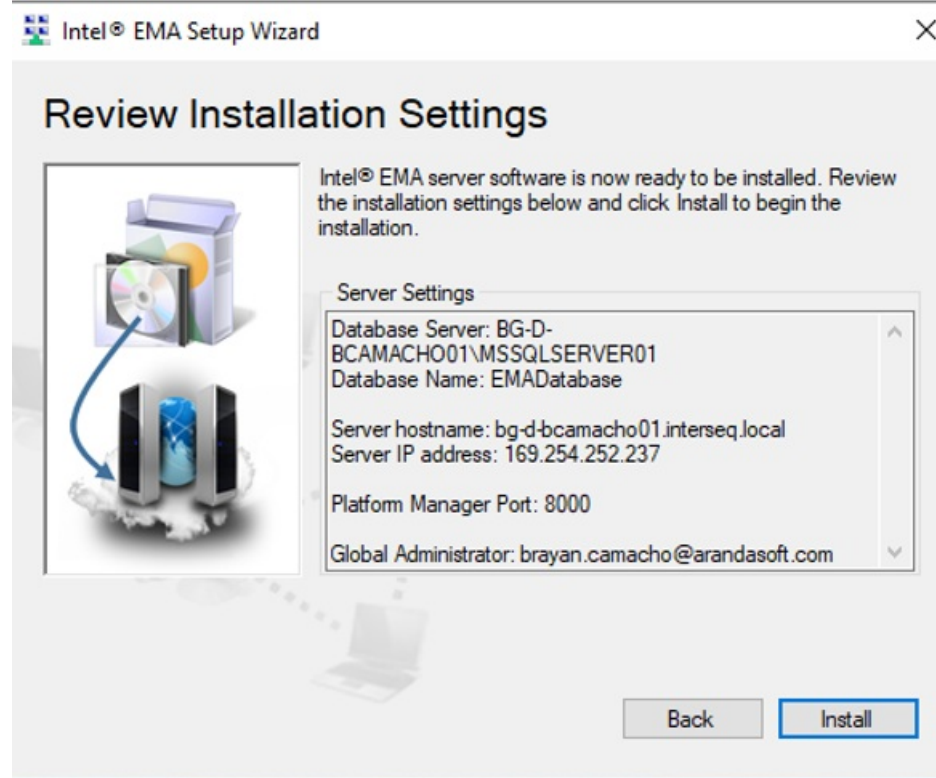 Intel® EMA Setup Wizard
Review Installation Settings
Intel® EMA server software is now ready to be installed. Review
the installation settings below and click Install to begin the
installation.
Server Settings
Database Server: BG-D-
BCAMACHO01\MSSQLSERVER01
Database Name: EMADatabase
Server hostname: bg-d-bcamacho01.interseq.local
Server IP address: 169.254.252.237
Platform Manager Port: 8000
Global Administrator: brayan.camacho@arandasoft.com
Back
Install